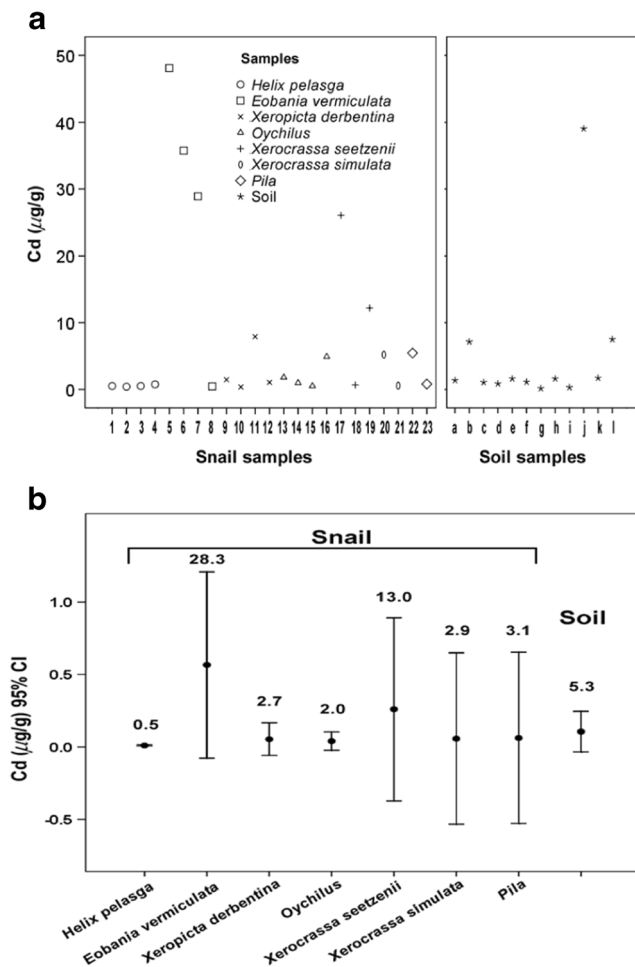 a
Samples
Helix pelasga
Eobania vermiculata
Xeropicta derbentina
Oychilus
Xerocrassa seetzenii
Xerocrassa simulata
Pila
Soil
Cd (μg/g)
50
40
30
20
10
0
1 2 3 4 5 6 7 8 9 10 11 12 13 14 15 16 17 18 19 20 21 22 23
a b c d e f g h i j k l
Snail samples
Soil samples
b
Snail
Soil
28.3
13.0
2.9
3.1
5.3
2.7
2.0
0.5
Cd (μg/g) 95% CI
1.0
0.5
0.0
-0.5
Helix pelasga
Eobania vermiculata
Xeropicta derbentina
Oychilus
Xerocrassa seetzenii
Xerocrassa simulata
Pila